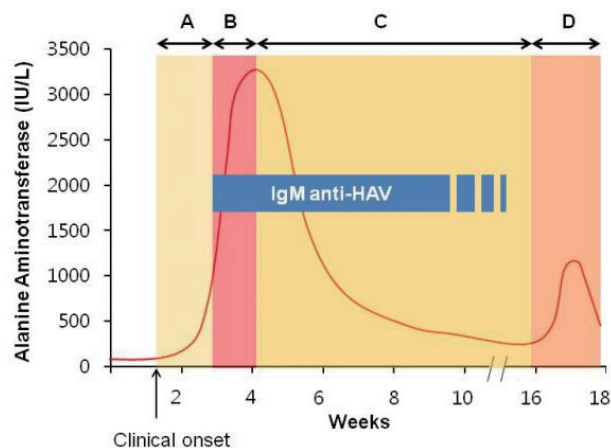 A B C D
3500
3000
2500
2000
1500
1000
500
0
Alanine Aminotransferase (IU/L)
IgM anti-HAV
2 4 6 8 10 16 18
Weeks
Clinical onset